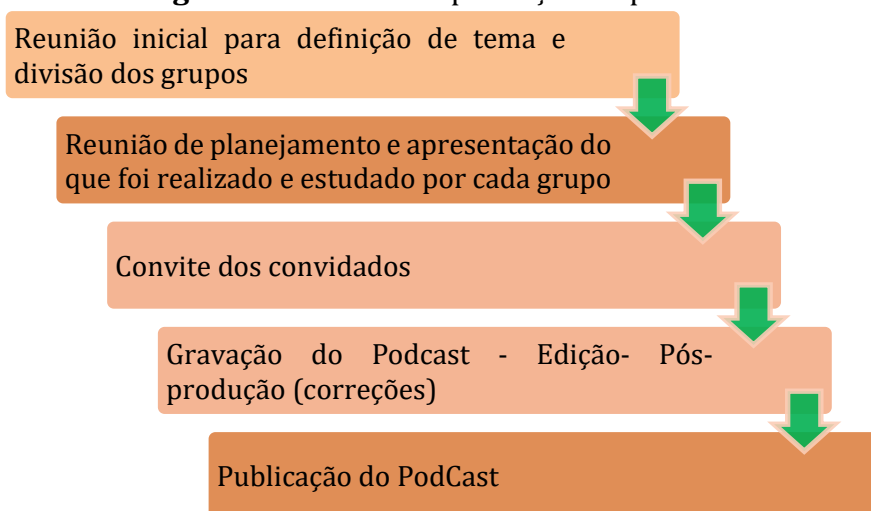 Reunião inicial para definição de tema e
divisão dos grupos
Reunião de planejamento e apresentação do
que foi realizado e estudado por cada grupo
Convite dos convidados
Gravação do Podcast - Edição- Pós-
produção (correções)
Publicação do PodCast